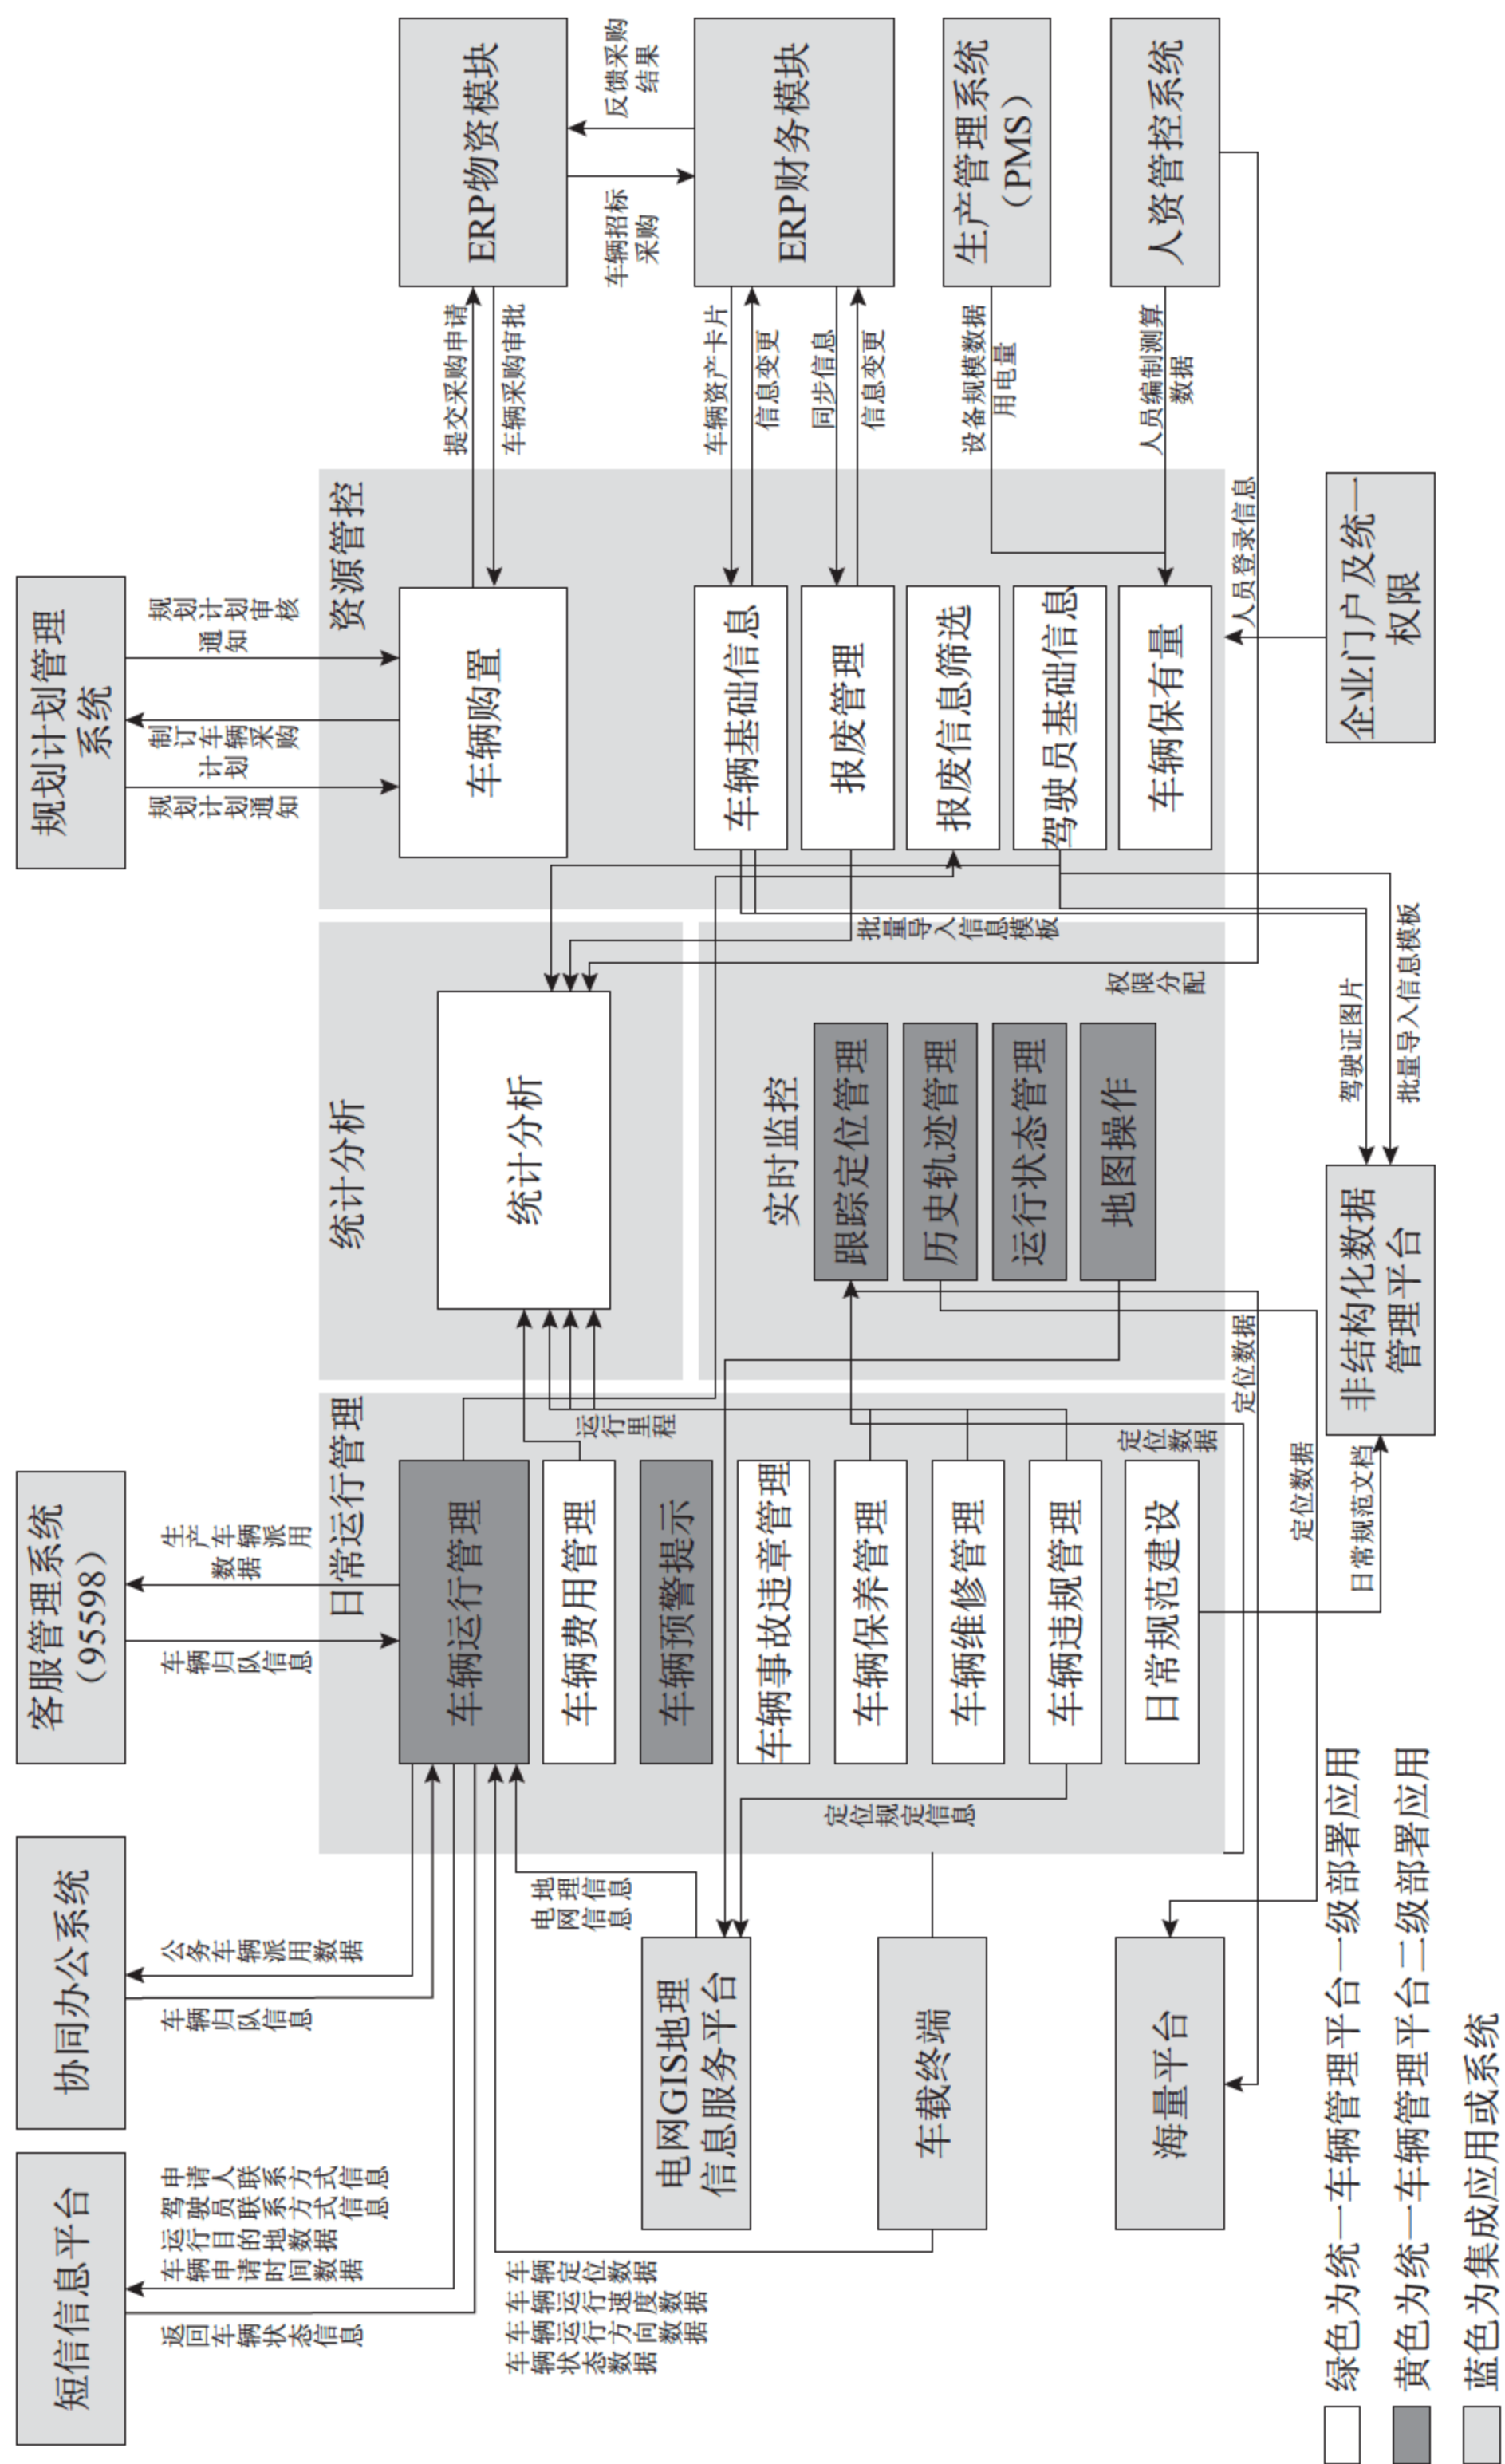 短信信息平台
协同办公系统
客服管理系统
（95598）
规划计划管理
系统
返回车辆状态信息
车辆申请时间数据
运行目的地数据
驾驶员联系方式信息
申请人联系方式信息
车辆归队信息
公务车辆派用数据
车辆归队信息
生产车辆派用
数据
规划计划通知
制订车辆采购
计划
规划计划审核
通知
日常运行管理
车辆运行管理
车辆费用管理
车辆预警提示
车辆事故违章管理
车辆保养管理
车辆维修管理
车辆违规管理
日常规范建设
运行里程
定位数据
定位规定信息
统计分析
统计分析
实时监控
跟踪定位管理
历史轨迹管理
运行状态管理
地图操作
批量导入信息模板
权限分配
资源管控
车辆购置
车辆基础信息
报废管理
报废信息筛选
驾驶员基础信息
车辆保有量
提交采购申请
车辆采购审批
车辆资产卡片
信息变更
同步信息
信息变更
设备规模数据
用电量
人员编制测算
数据
ERP物资模块
车辆招标
采购
反馈采购
结果
ERP财务模块
生产管理系统
（PMS）
人资管控系统
电网信息
地理信息
电网GIS地理
信息服务平台
车辆状态数据
车辆运行方向数据
车辆运行速度数据
车辆定位数据
车载终端
海量平台
定位数据
定位数据
日常规范文档
非结构化数据
管理平台
驾驶证图片
批量导入信息模板
人员登录信息
企业门户及统一
权限
绿色为统一车辆管理平台一级部署应用
黄色为统一车辆管理平台二级部署应用
蓝色为集成应用或系统